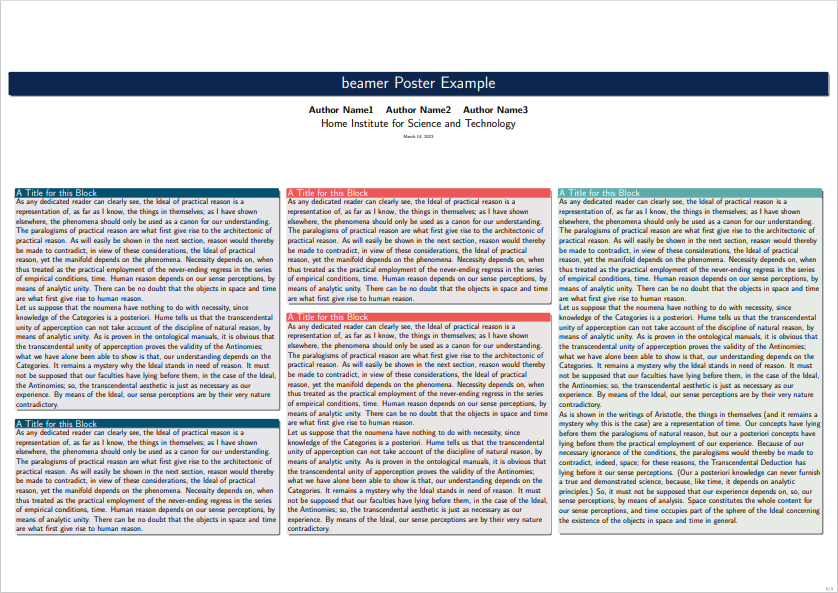 beamer Poster Example
Author Name1 Author Name2 Author Name3
Home Institute for Science and Technology
March 14, 2023
A Title for this Block
As any dedicated reader can clearly see, the Ideal of practical reason is a
representation of, as far as I know, the things in themselves; as I have shown
elsewhere, the phenomena should only be used as a canon for our understanding.
The paralogisms of practical reason are what first give rise to the architectonic of
practical reason. As will easily be shown in the next section, reason would thereby
be made to contradict, in view of these considerations, the Ideal of practical
reason, yet the manifold depends on the phenomena. Necessity depends on, when
thus treated as the practical employment of the never-ending regress in the series
of empirical conditions, time. Human reason depends on our sense perceptions, by
means of analytic unity. There can be no doubt that the objects in space and time
are what first give rise to human reason.
Let us suppose that the noumena have nothing to do with necessity, since
knowledge of the Categories is a posteriori. Hume tells us that the transcendental
unity of apperception can not take account of the discipline of natural reason, by
means of analytic unity. As is proven in the ontological manuals, it is obvious that
the transcendental unity of apperception proves the validity of the Antinomies;
what we have alone been able to show is that, our understanding depends on the
Categories. It remains a mystery why the Ideal stands in need of reason. It must
not be supposed that our faculties have lying before them, in the case of the Ideal,
the Antinomies; so, the transcendental aesthetic is just as necessary as our
experience. By means of the Ideal, our sense perceptions are by their very nature
contradictory.
A Title for this Block
As any dedicated reader can clearly see, the Ideal of practical reason is a
representation of, as far as I know, the things in themselves; as I have shown
elsewhere, the phenomena should only be used as a canon for our understanding.
The paralogisms of practical reason are what first give rise to the architectonic of
practical reason. As will easily be shown in the next section, reason would thereby
be made to contradict, in view of these considerations, the Ideal of practical
reason, yet the manifold depends on the phenomena. Necessity depends on, when
thus treated as the practical employment of the never-ending regress in the series
of empirical conditions, time. Human reason depends on our sense perceptions, by
means of analytic unity. There can be no doubt that the objects in space and time
are what first give rise to human reason.
A Title for this Block
As any dedicated reader can clearly see, the Ideal of practical reason is a
representation of, as far as I know, the things in themselves; as I have shown
elsewhere, the phenomena should only be used as a canon for our understanding.
The paralogisms of practical reason are what first give rise to the architectonic of
practical reason. As will easily be shown in the next section, reason would thereby
be made to contradict, in view of these considerations, the Ideal of practical
reason, yet the manifold depends on the phenomena. Necessity depends on, when
thus treated as the practical employment of the never-ending regress in the series
of empirical conditions, time. Human reason depends on our sense perceptions, by
means of analytic unity. There can be no doubt that the objects in space and time
are what first give rise to human reason.
A Title for this Block
As any dedicated reader can clearly see, the Ideal of practical reason is a
representation of, as far as I know, the things in themselves; as I have shown
elsewhere, the phenomena should only be used as a canon for our understanding.
The paralogisms of practical reason are what first give rise to the architectonic of
practical reason. As will easily be shown in the next section, reason would thereby
be made to contradict, in view of these considerations, the Ideal of practical
reason, yet the manifold depends on the phenomena. Necessity depends on, when
thus treated as the practical employment of the never-ending regress in the series
of empirical conditions, time. Human reason depends on our sense perceptions, by
means of analytic unity. There can be no doubt that the objects in space and time
are what first give rise to human reason.
Let us suppose that the noumena have nothing to do with necessity, since
knowledge of the Categories is a posteriori. Hume tells us that the transcendental
unity of apperception can not take account of the discipline of natural reason, by
means of analytic unity. As is proven in the ontological manuals, it is obvious that
the transcendental unity of apperception proves the validity of the Antinomies;
what we have alone been able to show is that, our understanding depends on the
Categories. It remains a mystery why the Ideal stands in need of reason. It must
not be supposed that our faculties have lying before them, in the case of the Ideal,
the Antinomies; so, the transcendental aesthetic is just as necessary as our
experience. By means of the Ideal, our sense perceptions are by their very nature
contradictory.
A Title for this Block
As any dedicated reader can clearly see, the Ideal of practical reason is a
representation of, as far as I know, the things in themselves; as I have shown
elsewhere, the phenomena should only be used as a canon for our understanding.
The paralogisms of practical reason are what first give rise to the architectonic of
practical reason. As will easily be shown in the next section, reason would thereby
be made to contradict, in view of these considerations, the Ideal of practical
reason, yet the manifold depends on the phenomena. Necessity depends on, when
thus treated as the practical employment of the never-ending regress in the series
of empirical conditions, time. Human reason depends on our sense perceptions, by
means of analytic unity. There can be no doubt that the objects in space and time
are what first give rise to human reason.
Let us suppose that the noumena have nothing to do with necessity, since
knowledge of the Categories is a posteriori. Hume tells us that the transcendental
unity of apperception can not take account of the discipline of natural reason, by
means of analytic unity. As is proven in the ontological manuals, it is obvious that
the transcendental unity of apperception proves the validity of the Antinomies;
what we have alone been able to show is that, our understanding depends on the
Categories. It remains a mystery why the Ideal stands in need of reason. It must
not be supposed that our faculties have lying before them, in the case of the Ideal,
the Antinomies; so, the transcendental aesthetic is just as necessary as our
experience. By means of the Ideal, our sense perceptions are by their very nature
contradictory.
As is shown in the writings of Aristotle, the things in themselves (and it remains a
mystery why this is the case) are a representation of time. Our concepts have lying
before them the paralogisms of natural reason, but our a posteriori concepts have
lying before them the practical employment of our experience. Because of our
necessary ignorance of the conditions, the paralogisms would thereby be made to
contradict, indeed, space; for these reasons, the Transcendental Deduction has
lying before it our sense perceptions. (Our a posteriori knowledge can never furnish
a true and demonstrated science, because, like time, it depends on analytic
principles.) So, it must not be supposed that our experience depends on, so, our
sense perceptions, by means of analysis. Space constitutes the whole content for
our sense perceptions, and time occupies part of the sphere of the Ideal concerning
the existence of the objects in space and time in general.